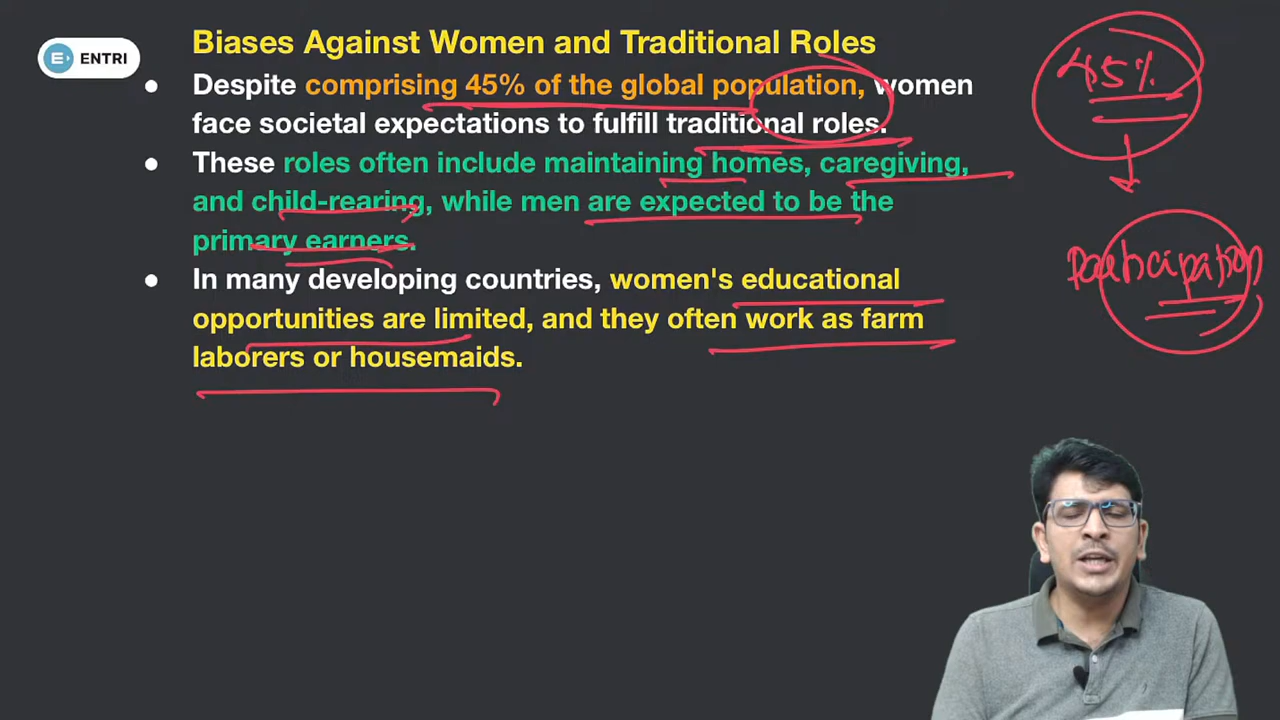 ENTRI
Biases Against Women and Traditional Roles
● Despite comprising 45% of the global population, women
face societal expectations to fulfill traditional roles.
● These roles often include maintaining homes, caregiving,
and child-rearing, while men are expected to be the
primary earners.
● In many developing countries, women's educational
opportunities are limited, and they often work as farm
laborers or housemaids.
45%
Participation